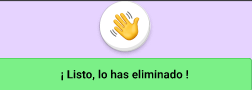 ¡ Listo, lo has eliminado !